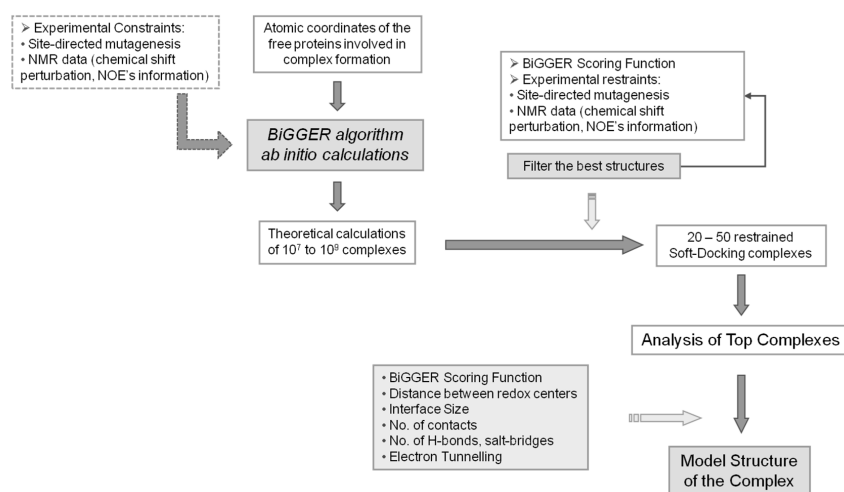 ➢ Experimental Constraints:
• Site-directed mutagenesis
• NMR data (chemical shift
perturbation, NOE's information)
Atomic coordinates of the
free proteins involved in
complex formation
➢ BiGGER Scoring Function
➢ Experimental restraints:
• Site-directed mutagenesis
• NMR data (chemical shift
perturbation, NOE's information)
BiGGER algorithm
ab initio calculations
Filter the best structures
Theoretical calculations
of 10⁷ to 10⁹ complexes
20 – 50 restrained
Soft-Docking complexes
Analysis of Top Complexes
• BiGGER Scoring Function
• Distance between redox centers
• Interface Size
• No. of contacts
• No. of H-bonds, salt-bridges
• Electron Tunnelling
Model Structure
of the Complex